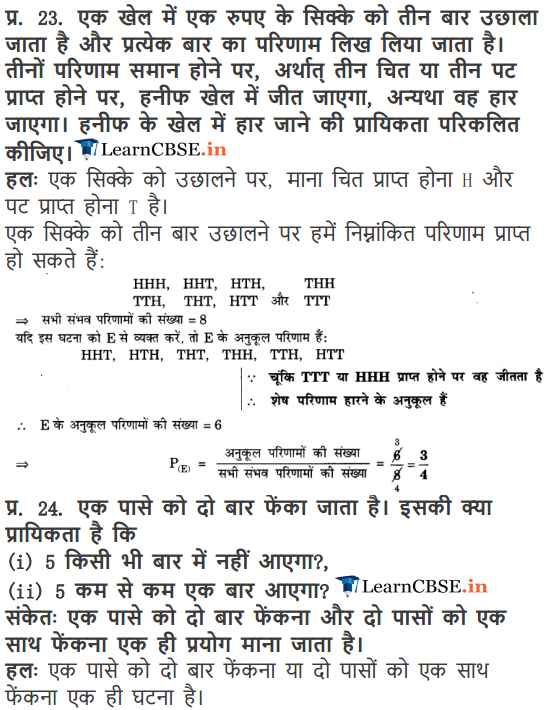 प्र. 23. एक खेल में एक रुपए के सिक्के को तीन बार उछाला
जाता है और प्रत्येक बार का परिणाम लिख लिया जाता है।
तीनों परिणाम समान होने पर, अर्थात् तीन चित या तीन पट
प्राप्त होने पर, हनीफ खेल में जीत जाएगा, अन्यथा वह हार
जाएगा। हनीफ के खेल में हार जाने की प्रायिकता परिकलित
कीजिए। LearnCBSE.in
हलः एक सिक्के को उछालने पर, माना चित प्राप्त होना H और
पट प्राप्त होना T है।
एक सिक्के को तीन बार उछालने पर हमें निम्नांकित परिणाम प्राप्त
हो सकते हैं:
HHH, HHT, HTH, THH
TTH, THT, HTT और TTT
⇒ सभी संभव परिणामों की संख्या = 8
यदि इस घटना को E से व्यक्त करें, तो E के अनुकूल परिणाम हैं:
HHT, HTH, THT, THH, TTH, HTT
∵ चूंकि TTT या HHH प्राप्त होने पर वह जीतता है
∴ शेष परिणाम हारने के अनुकूल हैं
∴ E के अनुकूल परिणामों की संख्या = 6
⇒ P(E) = अनुकूल परिणामों की संख्या / सभी संभव परिणामों की संख्या = 6 3 / 8 4 = 3/4
प्र. 24. एक पासे को दो बार फेंका जाता है। इसकी क्या
प्रायिकता है कि
(i) 5 किसी भी बार में नहीं आएगा?,
(ii) 5 कम से कम एक बार आएगा? LearnCBSE.in
संकेतः एक पासे को दो बार फेंकना और दो पासों को एक
साथ फेंकना एक ही प्रयोग माना जाता है।
हलः एक पासे को दो बार फेंकना या दो पासों को एक साथ
फेंकना एक ही घटना है।